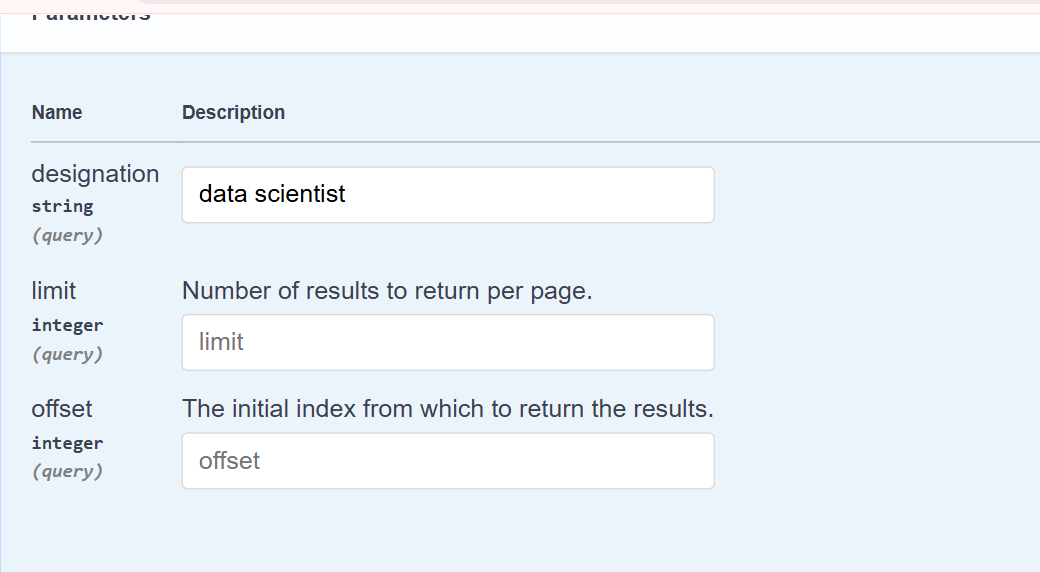 Parameters
Name Description
designation
string
(query)
data scientist
limit
integer
(query)
Number of results to return per page.
limit
offset
integer
(query)
The initial index from which to return the results.
offset